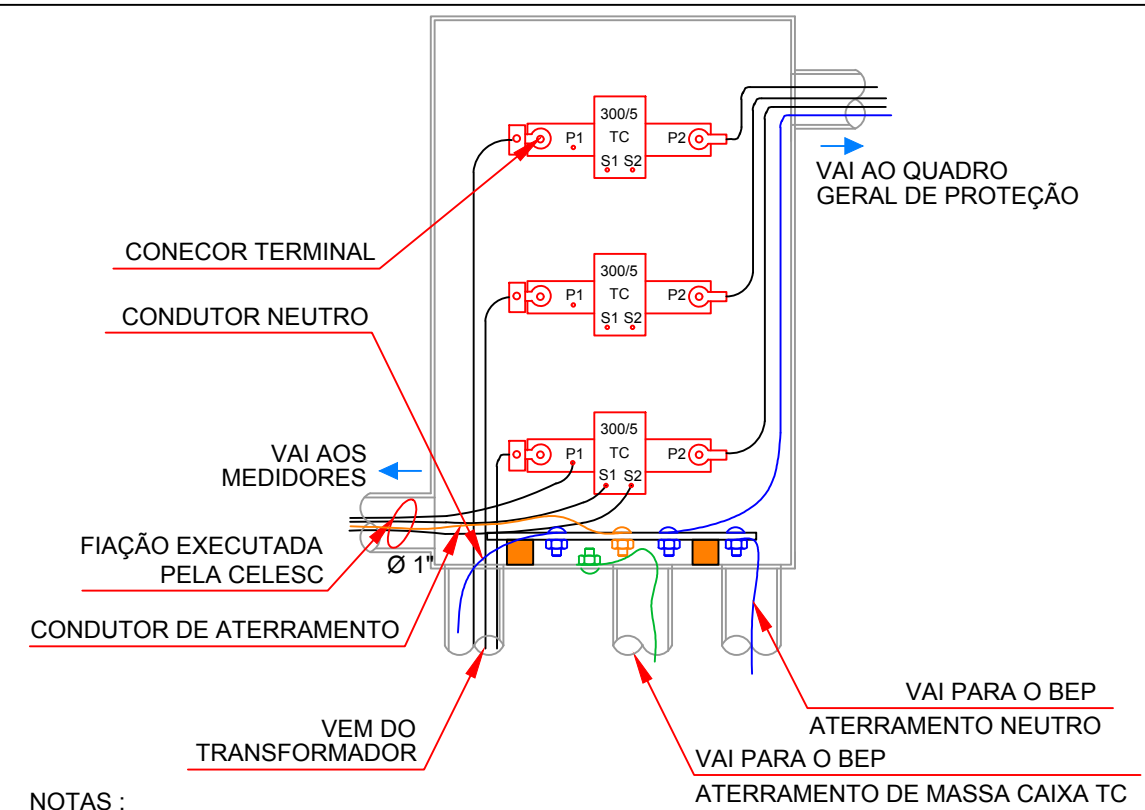 300/5
P1
TC
P2
S1 S2
VAI AO QUADRO
GERAL DE PROTEÇÃO
CONECOR TERMINAL
300/5
P1
TC
P2
S1 S2
CONDUTOR NEUTRO
300/5
P1
TC
P2
S1 S2
VAI AOS
MEDIDORES
FIAÇÃO EXECUTADA
PELA CELESC
Ø 1"
CONDUTOR DE ATERRAMENTO
VEM DO
TRANSFORMADOR
VAI PARA O BEP
ATERRAMENTO NEUTRO
VAI PARA O BEP
ATERRAMENTO DE MASSA CAIXA TC
NOTAS :